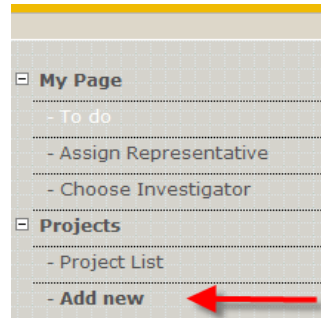 My Page
- To do
- Assign Representative
- Choose Investigator
Projects
- Project List
- Add new